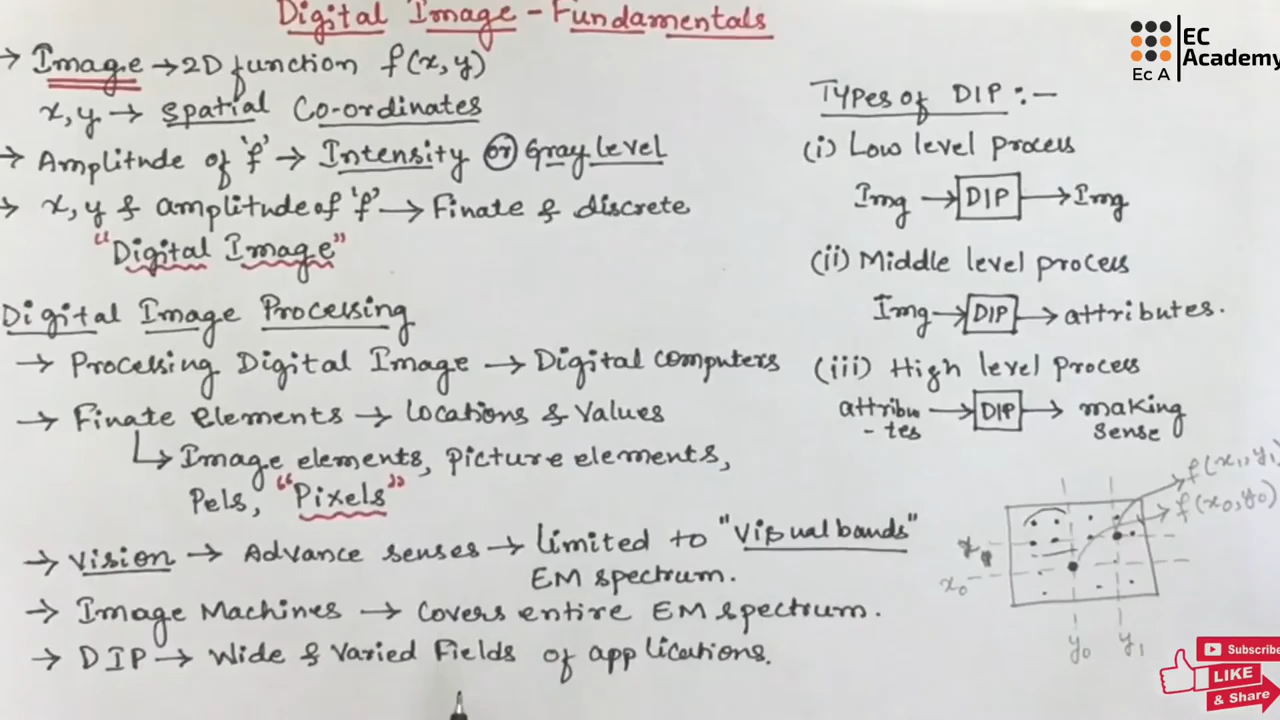 Digital Image - Fundamentals
→ Image → 2D function f(x,y)
x,y → Spatial Co-ordinates
→ Amplitude of 'f' → Intensity or Gray level
→ x,y & amplitude of 'f' → Finate & discrete
"Digital Image"
Digital Image Processing
→ Processing Digital Image → Digital computers
→ Finate elements → Locations & Values
Image elements, picture elements,
Pels, "Pixels"
→ Vision → Advance senses → limited to "Visual bands"
EM spectrum.
→ Image Machines → Covers entire EM spectrum.
→ DIP → Wide & Varied Fields of applications.
Types of DIP :-
(i) Low level process
Img → DIP → Img
(ii) Middle level process
Img → DIP → attributes.
(iii) High level process
attribu → DIP → making
-tes sense
f(x1,y1)
f(x0,y0)
x0
y0 y1
EC
Academy
Ec A
Subscribe
LIKE
& Share